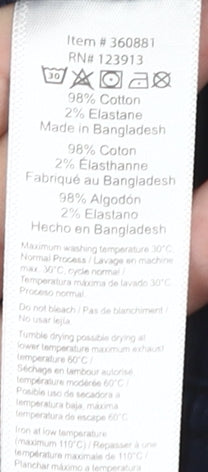 Item # 360881
RN# 123913
30
98% Cotton
2% Elastane
Made in Bangladesh
98% Coton
2% Élasthanne
Fabriqué au Bangladesh
98% Algodón
2% Elastano
Hecho en Bangladesh
Maximum washing temperature 30°C,
Normal Process / Lavage en machine
max. 30°C, cycle normal /
Temperatura máxima de lavado 30°C
Proceso normal
Do not bleach / Pas de blanchiment /
No usar lejía
Tumble drying possible drying at
lower temperature maximum exhaust
temperature 60°C /
Séchage en tambour autorisé,
température modérée 60°C /
Posible uso de secadora a
temperatura baja, máxima
temperatura de escape 60°C
Iron at low temperature
(maximum 110°C) / Repasser à une
température maximale de 110°C /
Planchar máximo a temperatura